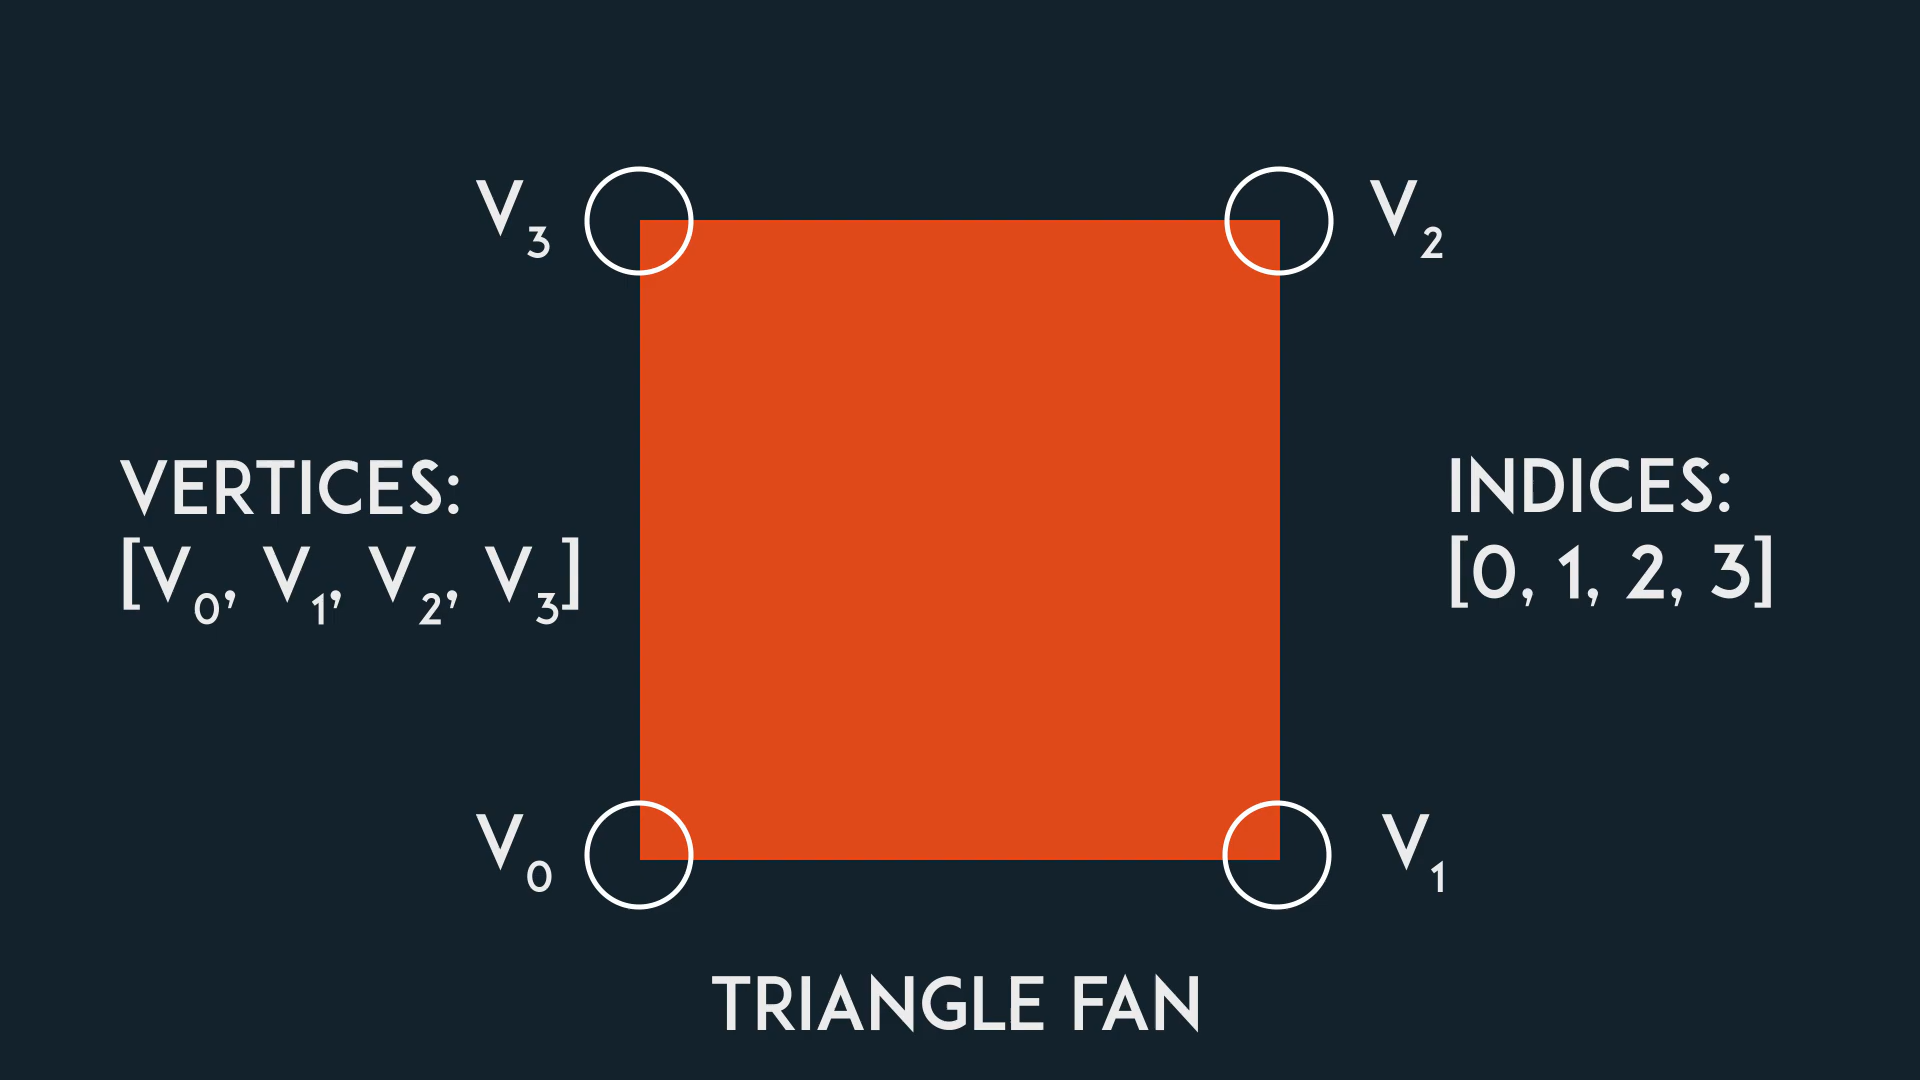 V₃
V₂
VERTICES:
[V₀, V₁, V₂, V₃]
INDICES:
[0, 1, 2, 3]
V₀
V₁
TRIANGLE FAN